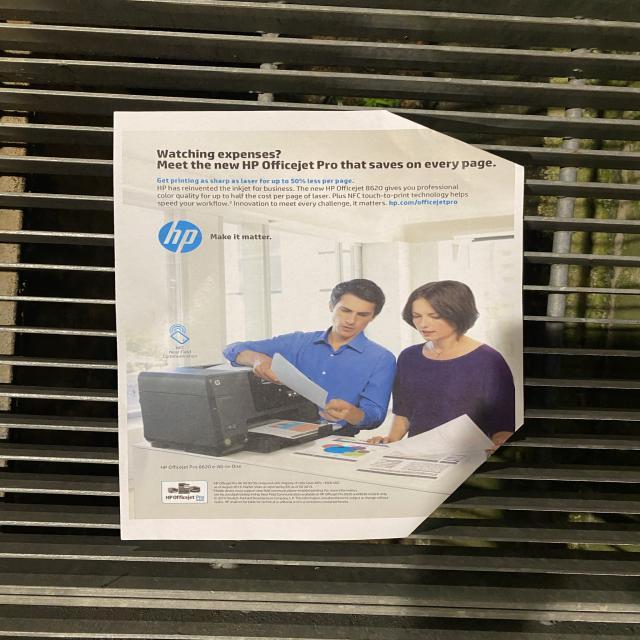 Watching expenses?
Meet the new HP Officejet Pro that saves on every page.
Get printing as sharp as laser for up to 50% less per page.
HP has reinvented the inkjet for business. The new HP Officejet 8620 gives you professional
color quality for up to half the cost per page of laser. Plus NFC touch-to-print technology helps
speed your workflow. Innovation to meet every challenge, it matters. hp.com/officejetpro
hp Make it matter.
NFC
Near Field
Communication
HP Officejet Pro 8620 e-All-in-One
HP Officejet Pro